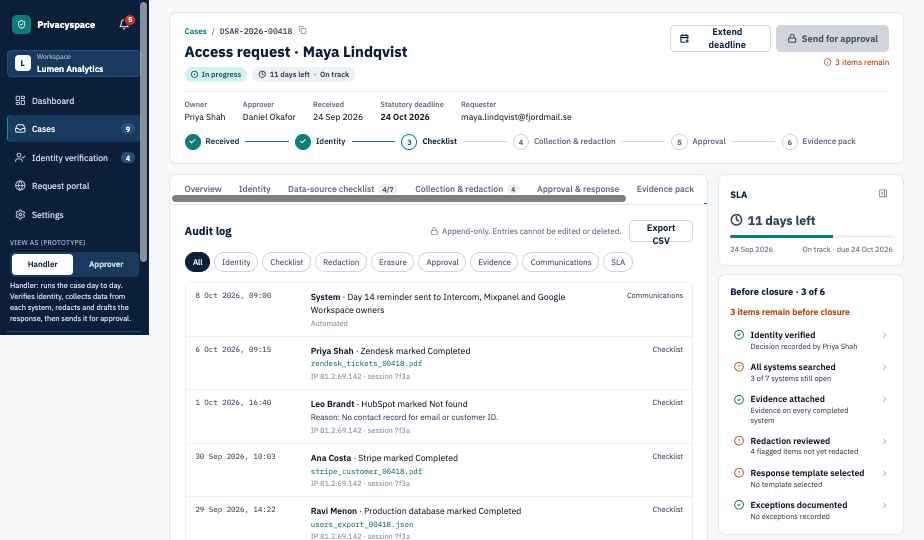 Privacyspace
5
L
Workspace
Lumen Analytics
Dashboard
Cases 9
Identity verification 4
Request portal
Settings
VIEW AS (PROTOTYPE)
Handler Approver
Handler: runs the case day to day.
Verifies identity, collects data from
each system, redacts and drafts the
response, then sends it for approval.
Cases / DSAR-2026-00418
Access request · Maya Lindqvist
In progress
11 days left · On track
Extend
deadline
Send for approval
3 items remain
Owner
Priya Shah
Approver
Daniel Okafor
Received
24 Sep 2026
Statutory deadline
24 Oct 2026
Requester
maya.lindqvist@fjordmail.se
Received
Identity
3 Checklist
4 Collection & redaction
5 Approval
6 Evidence pack
Overview Identity Data-source checklist 4/7 Collection & redaction 4 Approval & response Evidence pack
Audit log
Append-only. Entries cannot be edited or deleted.
Export
CSV
All Identity Checklist Redaction Erasure Approval Evidence Communications SLA
8 Oct 2026, 09:00
System · Day 14 reminder sent to Intercom, Mixpanel and Google
Workspace owners
Automated
Communications
6 Oct 2026, 09:15
Priya Shah · Zendesk marked Completed
zendesk_tickets_00418.pdf
IP 81.2.69.142 · session 7f3a
Checklist
1 Oct 2026, 16:40
Leo Brandt · HubSpot marked Not found
Reason: No contact record for email or customer ID.
IP 81.2.69.142 · session 7f3a
Checklist
30 Sep 2026, 10:03
Ana Costa · Stripe marked Completed
stripe_customer_00418.pdf
IP 81.2.69.142 · session 7f3a
Checklist
29 Sep 2026, 14:22
Ravi Menon · Production database marked Completed
users_export_00418.json
IP 81.2.69.142 · session 7f3a
Checklist
SLA
11 days left
24 Sep 2026
On track · due 24 Oct 2026
Before closure · 3 of 6
3 items remain before closure
Identity verified
Decision recorded by Priya Shah
All systems searched
3 of 7 systems still open
Evidence attached
Evidence on every completed
system
Redaction reviewed
4 flagged items not yet redacted
Response template selected
No template selected
Exceptions documented
No exceptions recorded